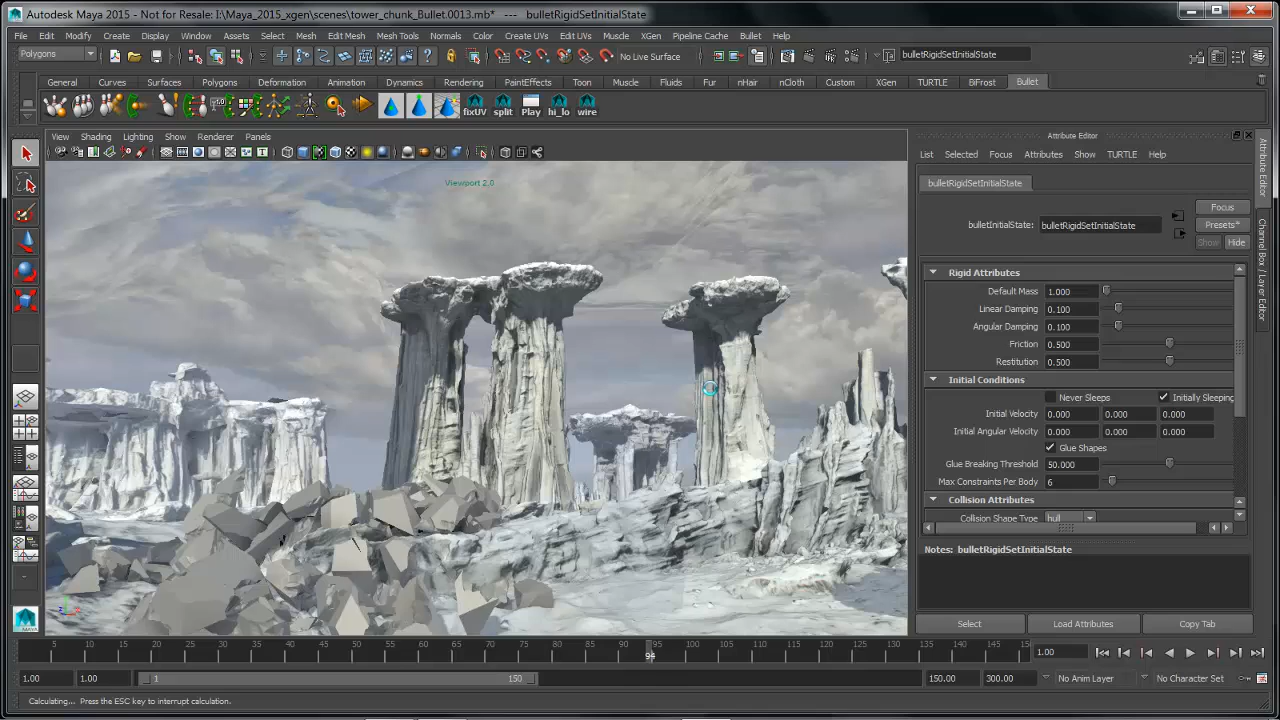 Autodesk Maya 2015 - Not for Resale: I:\Maya_2015_xgen\scenes\tower_chunk_Bullet.0013.mb* --- bulletRigidSetInitialState
File Edit Modify Create Display Window Assets Select Mesh Edit Mesh Mesh Tools Normals Color Create UVs Edit UVs Muscle XGen Pipeline Cache Bullet Help
Polygons No Live Surface bulletRigidSetInitialState
General Curves Surfaces Polygons Deformation Animation Dynamics Rendering PaintEffects Toon Muscle Fluids Fur nHair nCloth Custom XGen TURTLE BiFrost Bullet
fixUV split Play hi_lo wire
View Shading Lighting Show Renderer Panels
Viewport 2.0
Attribute Editor
List Selected Focus Attributes Show TURTLE Help
bulletRigidSetInitialState
Focus
bulletInitialState: bulletRigidSetInitialState Presets*
Show Hide
Rigid Attributes
Default Mass 1.000
Linear Damping 0.100
Angular Damping 0.100
Friction 0.500
Restitution 0.500
Initial Conditions
Never Sleeps Initially Sleeping
Initial Velocity 0.000 0.000 0.000
Initial Angular Velocity 0.000 0.000 0.000
Glue Shapes
Glue Breaking Threshold 50.000
Max Constraints Per Body 6
Collision Attributes
Collision Shape Type hull
Notes: bulletRigidSetInitialState
Select Load Attributes Copy Tab
Attribute Editor
Channel Box / Layer Editor
MAYA
5 10 15 20 25 30 35 40 45 50 55 60 65 70 75 80 85 90 95 100 105 110 115 120 125 130 135 140 145 15
94
1.00
1.00 1.00 1 150 150.00 300.00 No Anim Layer No Character Set
Calculating... Press the ESC key to interrupt calculation.